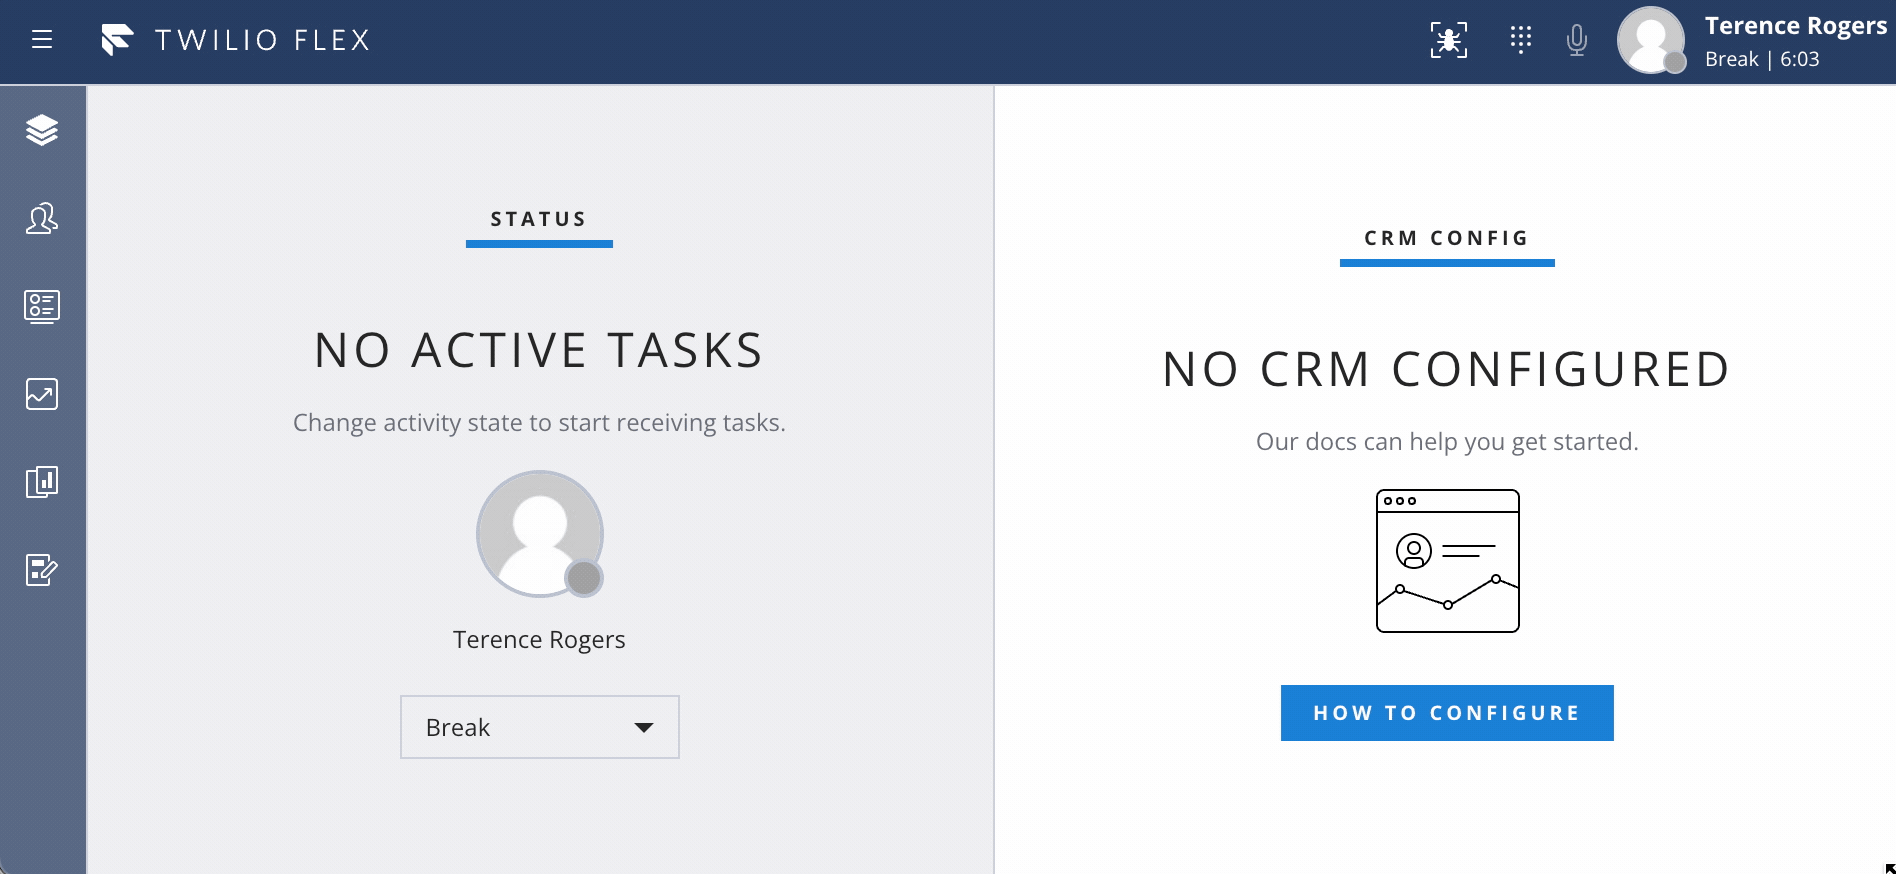 TWILIO FLEX
Terence Rogers
Break | 6:03
STATUS
NO ACTIVE TASKS
Change activity state to start receiving tasks.
Terence Rogers
Break
CRM CONFIG
NO CRM CONFIGURED
Our docs can help you get started.
HOW TO CONFIGURE